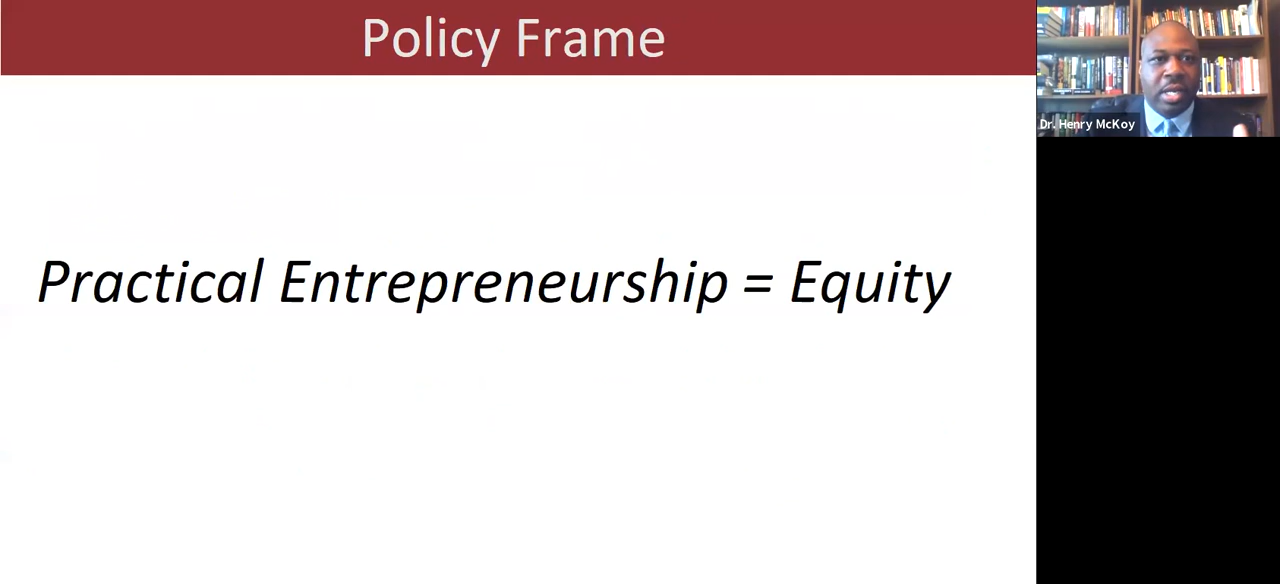 Policy Frame
Dr. Henry McKoy
Practical Entrepreneurship = Equity